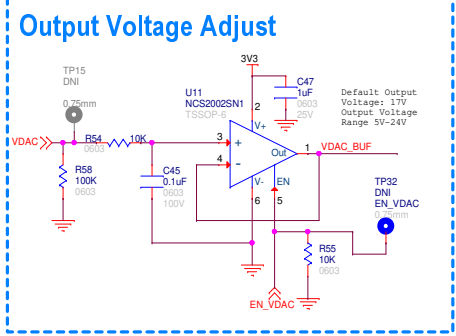 Output Voltage Adjust
3V3
TP15
DNI
0.75mm
C47
1uF
0603
25V
U11
NCS2002SN1
TSSOP-6
Default Output
Voltage: 17V
Output Voltage
Range 5V-24V
2
V+
VDAC
R54
10K
0603
3
+
4
-
Out
1
VDAC_BUF
R58
100K
0603
C45
0.1uF
0603
100V
V-
EN
6
5
TP32
DNI
EN_VDAC
0.75mm
R55
10K
0603
EN_VDAC